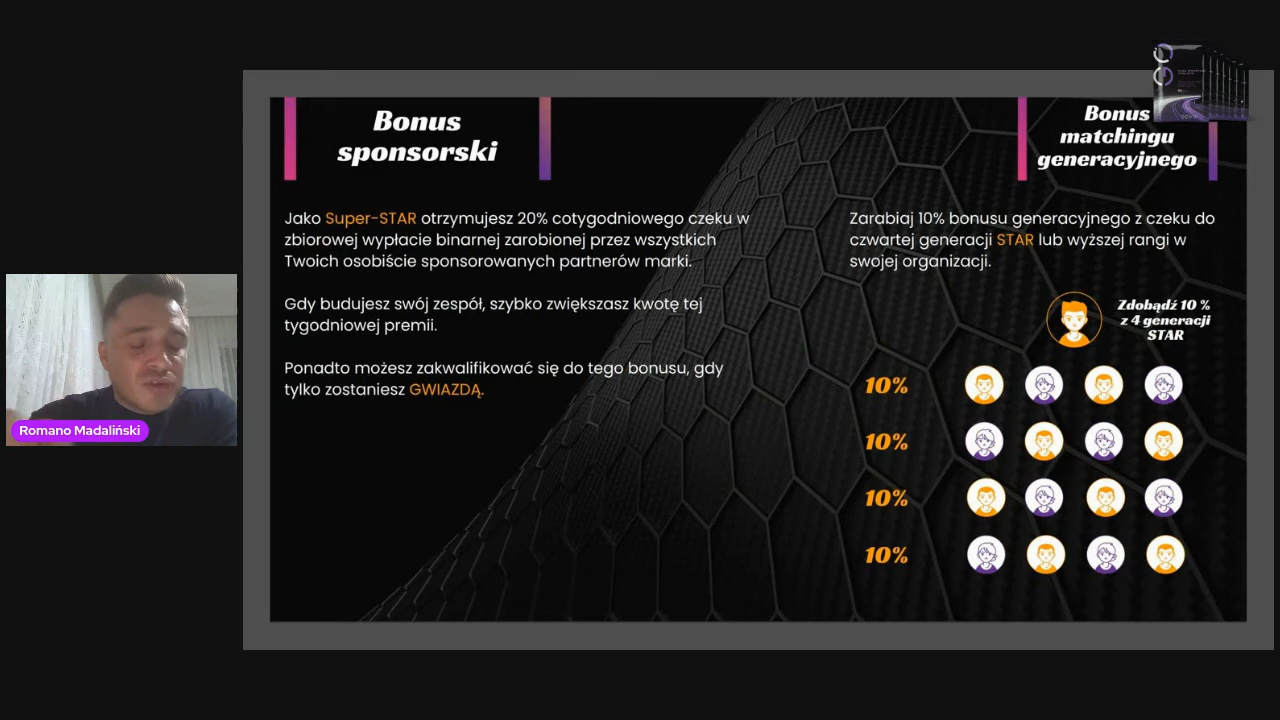 Bonus
sponsorski
Bonus
matchingu
generacyjnego
Jako Super-STAR otrzymujesz 20% cotygodniowego czeku w
zbiorowej wypłacie binarnej zarobionej przez wszystkich
Twoich osobiście sponsorowanych partnerów marki.
Gdy budujesz swój zespół, szybko zwiększasz kwotę tej
tygodniowej premii.
Ponadto możesz zakwalifikować się do tego bonusu, gdy
tylko zostaniesz GWIAZDĄ.
Zarabiaj 10% bonusu generacyjnego z czeku do
czwartej generacji STAR lub wyższej rangi w
swojej organizacji.
Zdobądź 10 %
z 4 generacji
STAR
10%
10%
10%
10%
Romano Madaliński